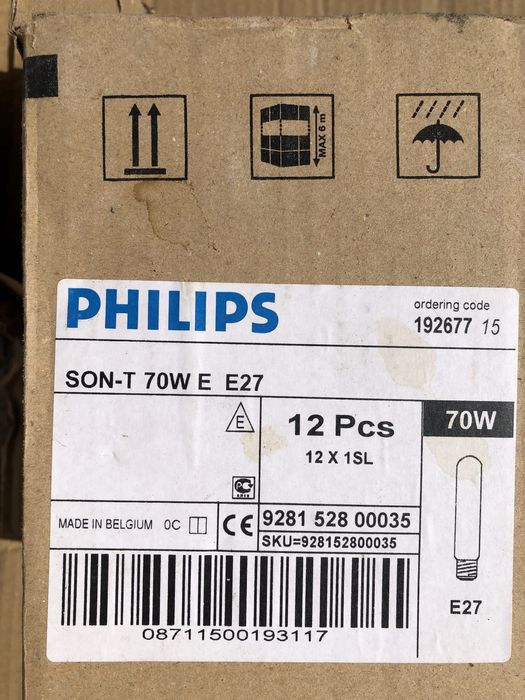 MAX 6 m
PHILIPS
ordering code
192677 15
SON-T 70W E E27
E
12 Pcs
12 X 1SL
70W
MADE IN BELGIUM 0C
CE
9281 528 00035
SKU=928152800035
E27
08711500193117